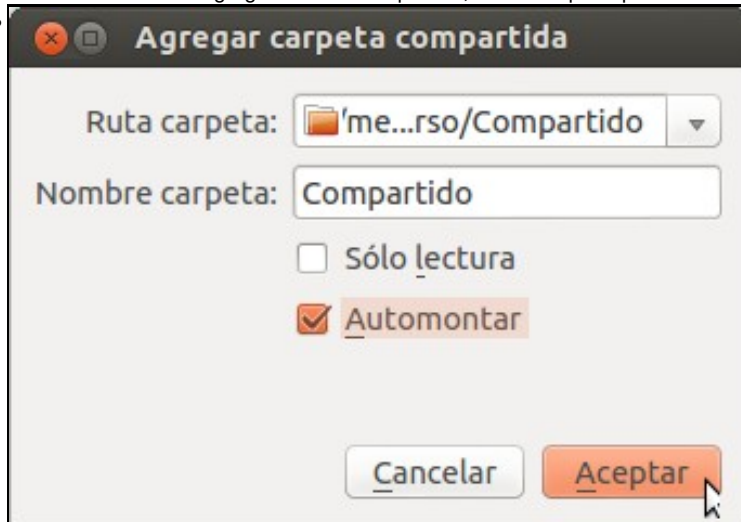 Agregar carpeta compartida
Ruta carpeta: /me...rso/Compartido
Nombre carpeta: Compartido
Sólo lectura
Automontar
Cancelar Aceptar